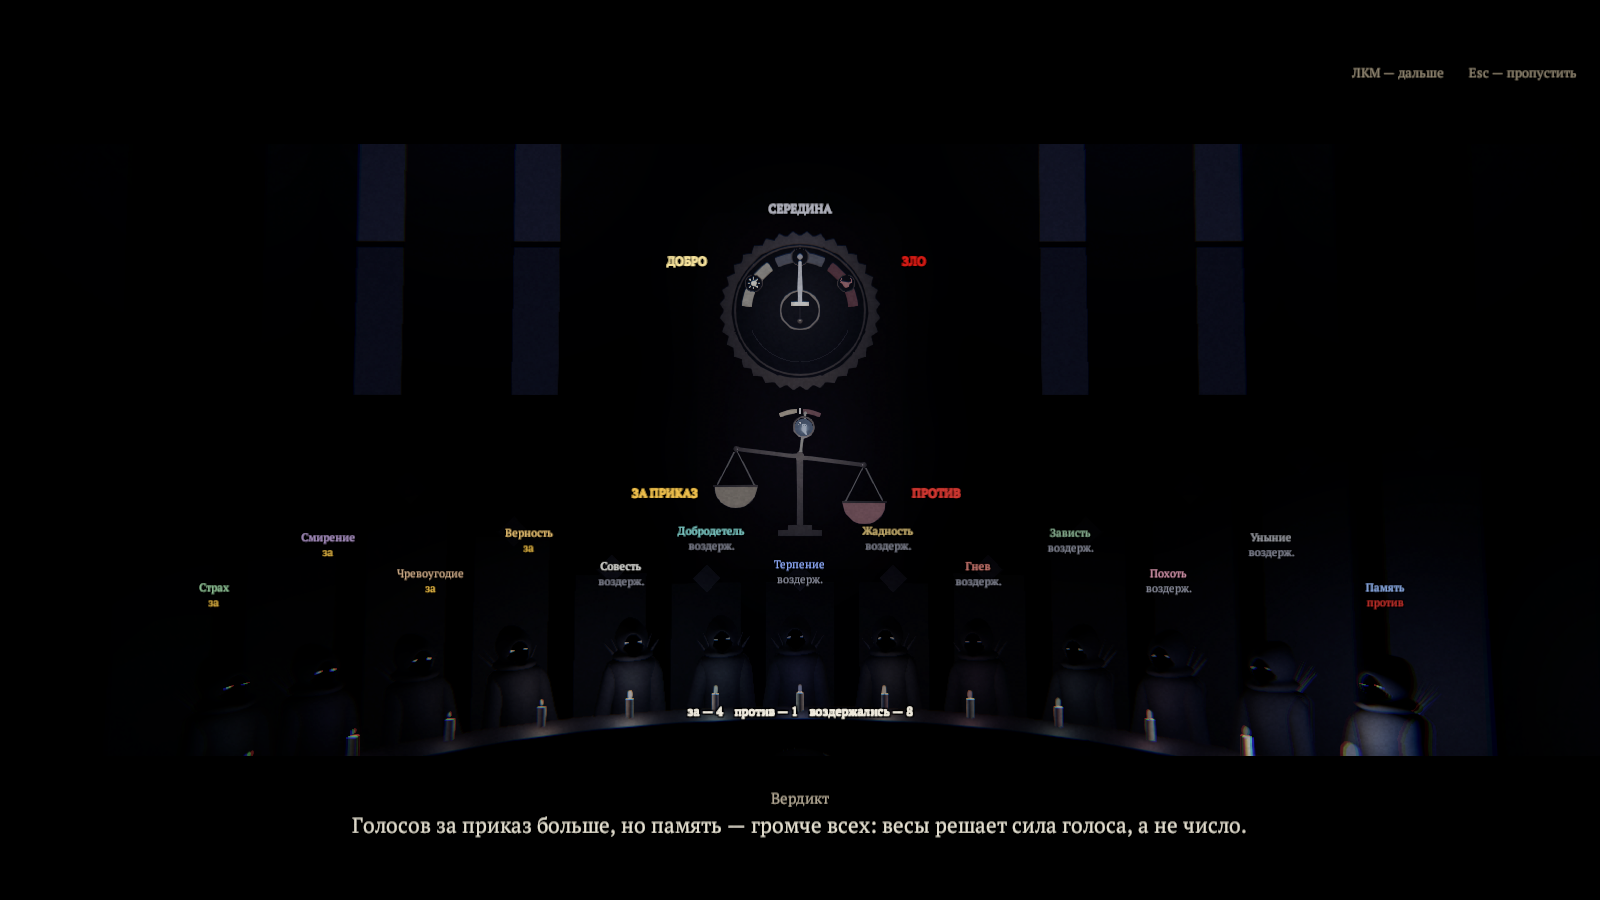 ЛКМ — дальше Esc — пропустить
СЕРЕДИНА
ДОБРО
ЗЛО
ЗА ПРИКАЗ
ПРОТИВ
Страх
за
Смирение
за
Чревоугодие
за
Верность
за
Совесть
воздерж.
Добродетель
воздерж.
Терпение
воздерж.
Жадность
воздерж.
Гнев
воздерж.
Зависть
воздерж.
Похоть
воздерж.
Уныние
воздерж.
Память
против
за — 4 против — 1 воздержались — 8
Вердикт
Голосов за приказ больше, но память — громче всех: весы решает сила голоса, а не число.